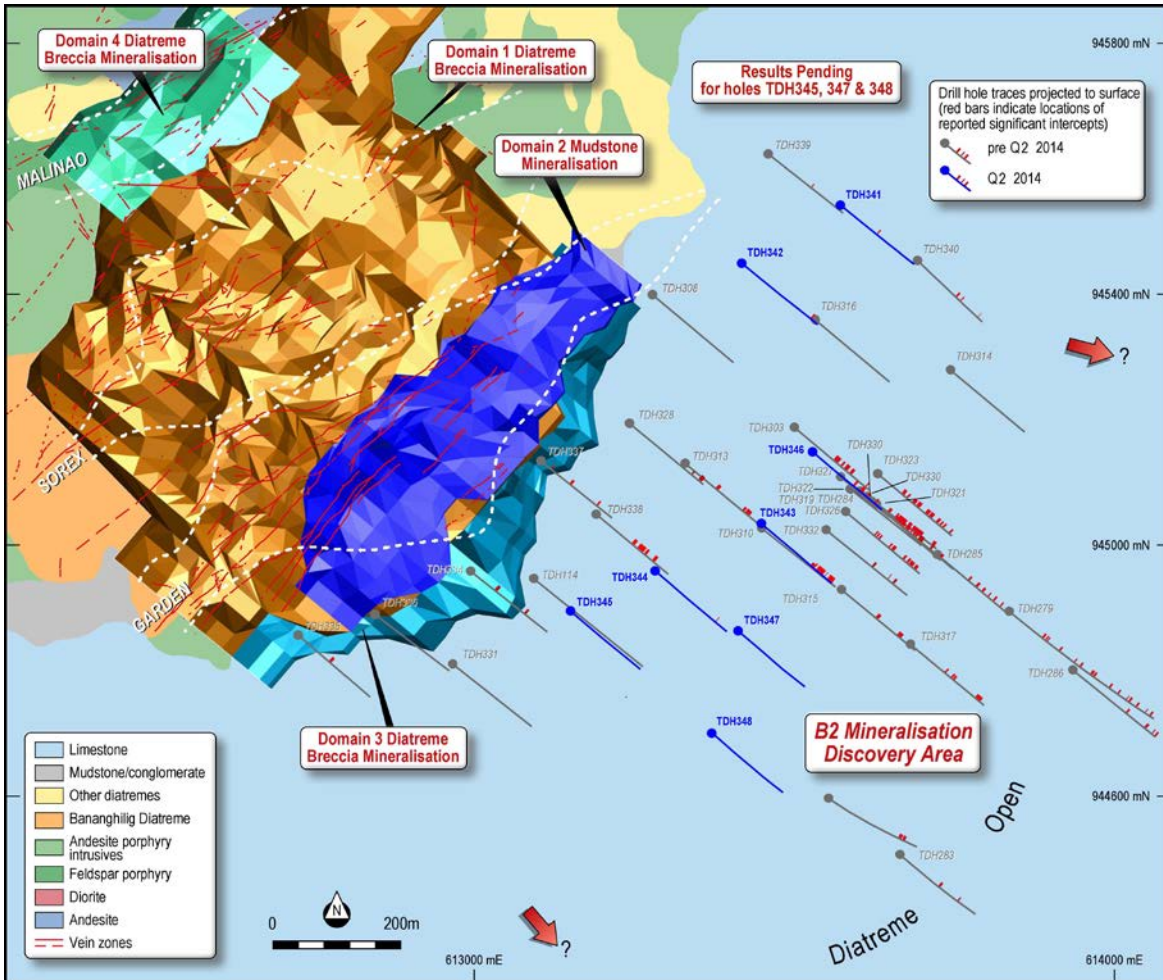 Domain 4 Diatreme
Breccia Mineralisation
Domain 1 Diatreme
Breccia Mineralisation
Results Pending
for holes TDH345, 347 & 348
945800 mN
Drill hole traces projected to surface
(red bars indicate locations of
reported significant intercepts)
pre Q2 2014
Q2 2014
Domain 2 Mudstone
Mineralisation
MALINAO
TDH339
TDH341
TDH342
TDH340
TDH308
TDH316
945400 mN
?
TDH314
TDH328
TDH303
TDH313
TDH346
TDH330
TDH323
TDH327
TDH330
TDH322
TDH321
TDH319
TDH284
TDH326
SOREX
TDH337
TDH338
TDH343
TDH310
TDH332
945000 mN
TDH285
TDH334
TDH114
TDH344
TDH315
TDH279
GARDEN
TDH345
TDH347
TDH317
TDH331
TDH286
Domain 3 Diatreme
Breccia Mineralisation
TDH348
B2 Mineralisation
Discovery Area
Open
944600 mN
TDH283
Diatreme
Limestone
Mudstone/conglomerate
Other diatremes
Bananghilig Diatreme
Andesite porphyry
intrusives
Feldspar porphyry
Diorite
Andesite
Vein zones
N
0 200m
?
613000 mE
614000 mE